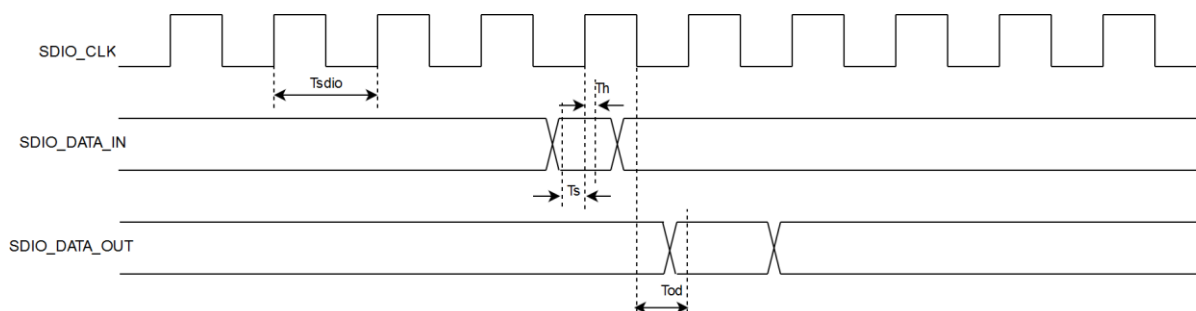 SDIO_CLK
Tsdio
Th
SDIO_DATA_IN
Ts
SDIO_DATA_OUT
Tod